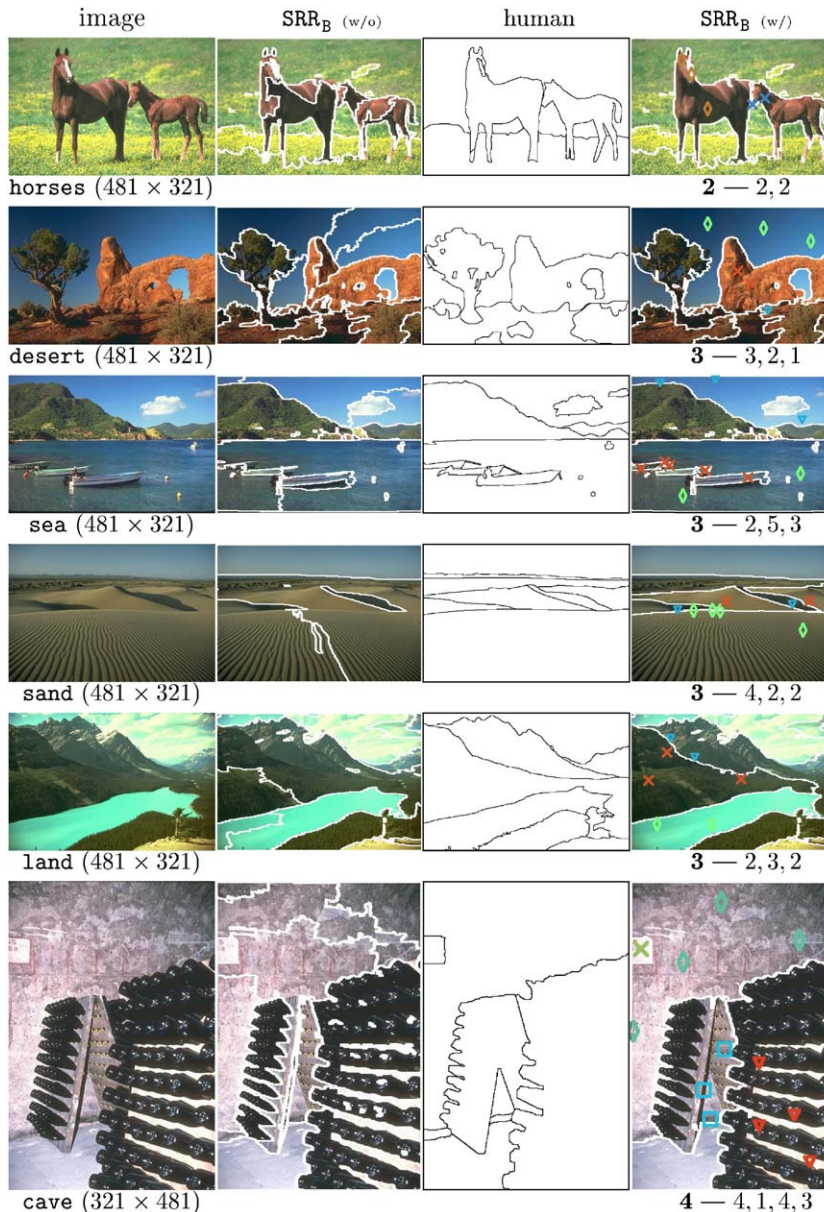 image SRR_B (w/o) human SRR_B (w/)
horses (481 × 321) 2 — 2, 2
desert (481 × 321) 3 — 3, 2, 1
sea (481 × 321) 3 — 2, 5, 3
sand (481 × 321) 3 — 4, 2, 2
land (481 × 321) 3 — 2, 3, 2
cave (321 × 481) 4 — 4, 1, 4, 3